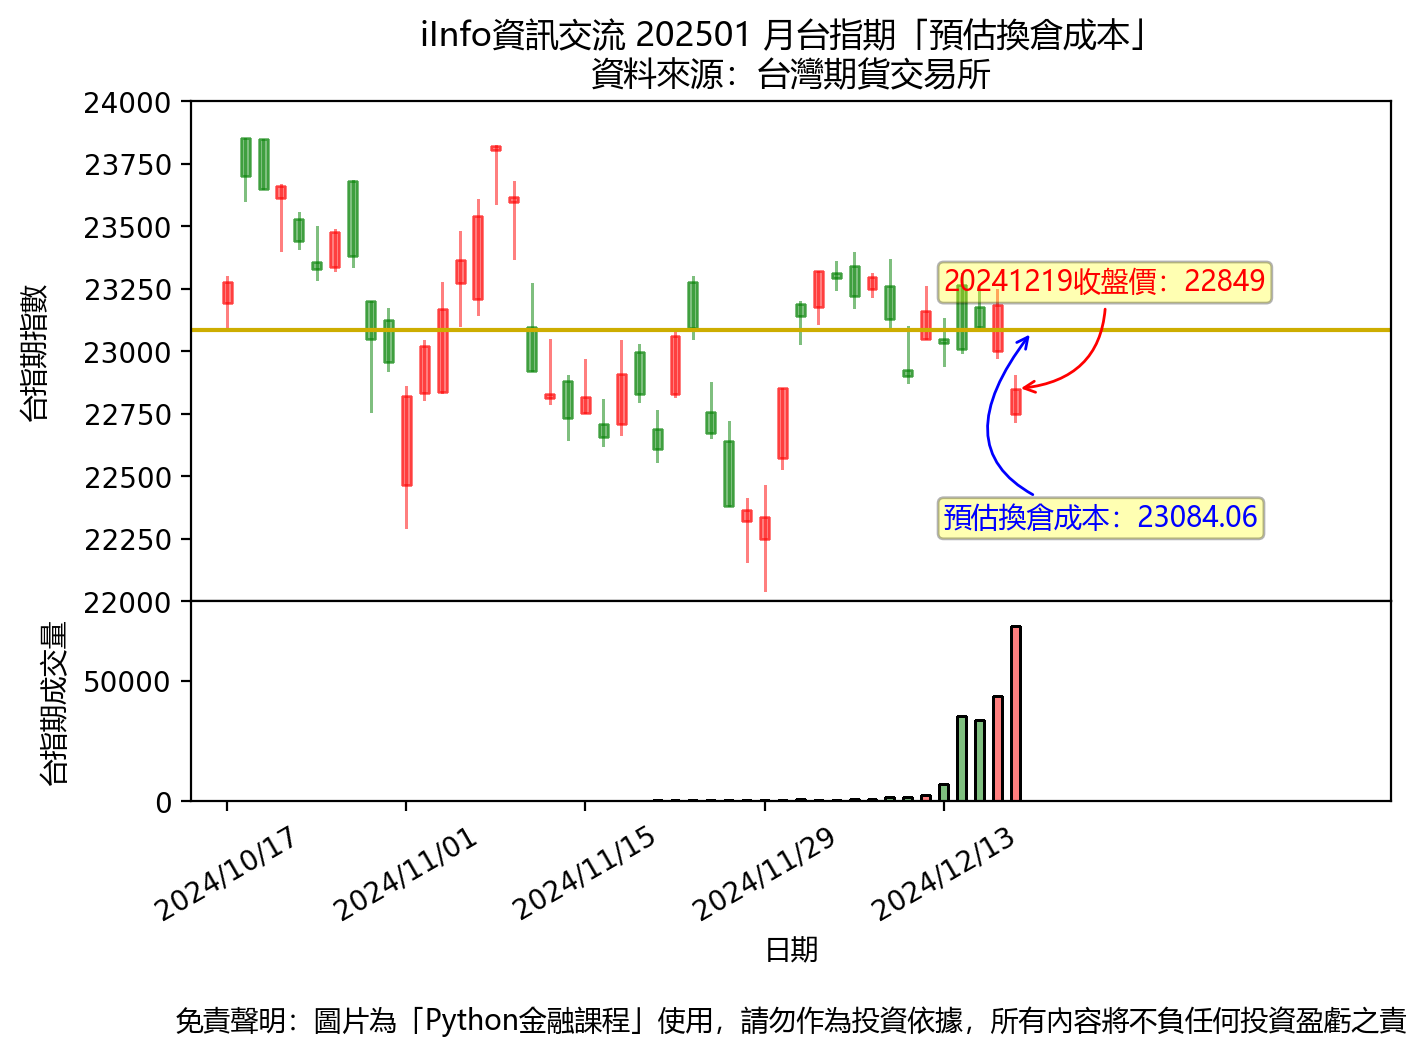 iInfo資訊交流 202501 月台指期「預估換倉成本」
資料來源：台灣期貨交易所
台指期指數
24000
23750
23500
23250
23000
22750
22500
22250
22000
20241219收盤價：22849
預估換倉成本：23084.06
台指期成交量
50000
0
2024/10/17
2024/11/01
2024/11/15
2024/11/29
2024/12/13
日期
免責聲明：圖片為「Python金融課程」使用，請勿作為投資依據，所有內容將不負任何投資盈虧之責